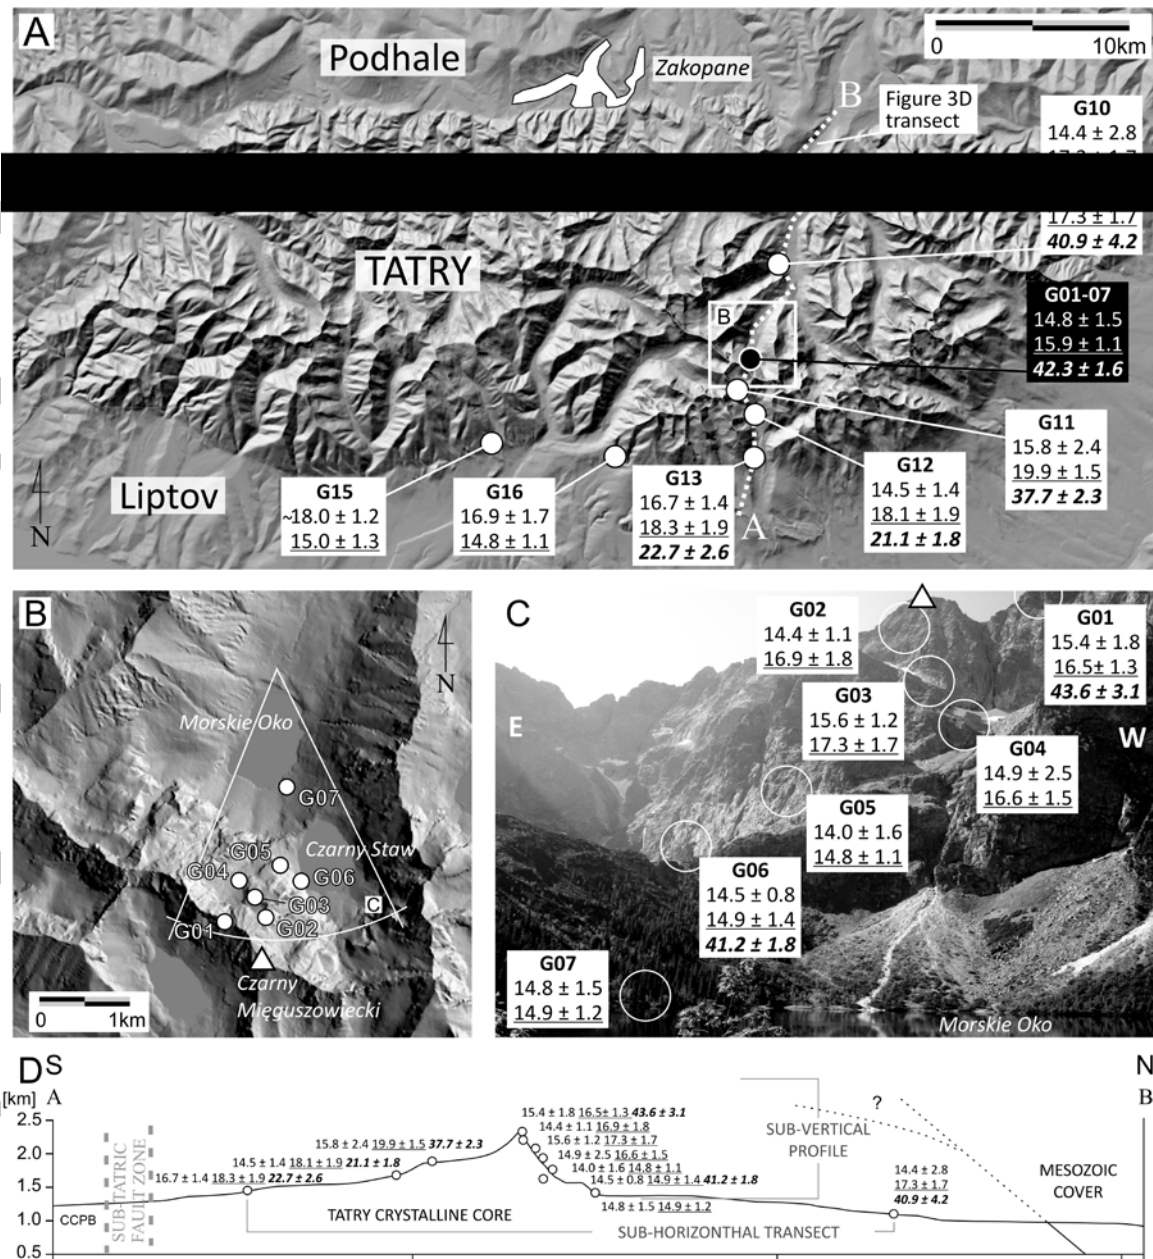 A
Podhale
Zakopane
0 10km
B
Figure 3D
transect
G10
14.4 ± 2.8
17.3 ± 1.7
40.9 ± 4.2
TATRY
B
G01-07
14.8 ± 1.5
15.9 ± 1.1
42.3 ± 1.6
G11
15.8 ± 2.4
19.9 ± 1.5
37.7 ± 2.3
G12
14.5 ± 1.4
18.1 ± 1.9
21.1 ± 1.8
G13
16.7 ± 1.4
18.3 ± 1.9
22.7 ± 2.6
A
G16
16.9 ± 1.7
14.8 ± 1.1
G15
~18.0 ± 1.2
15.0 ± 1.3
Liptov
N
B
N
Morskie Oko
G07
G05
Czarny Staw
G04
G06
G03
C
G01
G02
Czarny
Mięguszowiecki
0 1km
C
E
W
G02
14.4 ± 1.1
16.9 ± 1.8
G01
15.4 ± 1.8
16.5± 1.3
43.6 ± 3.1
G03
15.6 ± 1.2
17.3 ± 1.7
G04
14.9 ± 2.5
16.6 ± 1.5
G05
14.0 ± 1.6
14.8 ± 1.1
G06
14.5 ± 0.8
14.9 ± 1.4
41.2 ± 1.8
G07
14.8 ± 1.5
14.9 ± 1.2
Morskie Oko
D
S
N
[km]
A
B
2.5
2.0
1.5
1.0
0.5
SUB-TATRIC
FAULT ZONE
CCPB
16.7 ± 1.4 18.3 ± 1.9 22.7 ± 2.6
14.5 ± 1.4 18.1 ± 1.9 21.1 ± 1.8
15.8 ± 2.4 19.9 ± 1.5 37.7 ± 2.3
15.4 ± 1.8 16.5± 1.3 43.6 ± 3.1
14.4 ± 1.1 16.9 ± 1.8
15.6 ± 1.2 17.3 ± 1.7
14.9 ± 2.5 16.6 ± 1.5
14.0 ± 1.6 14.8 ± 1.1
14.5 ± 0.8 14.9 ± 1.4 41.2 ± 1.8
14.8 ± 1.5 14.9 ± 1.2
SUB-VERTICAL
PROFILE
?
14.4 ± 2.8
17.3 ± 1.7
40.9 ± 4.2
MESOZOIC
COVER
TATRY CRYSTALLINE CORE
SUB-HORIZONTHAL TRANSECT